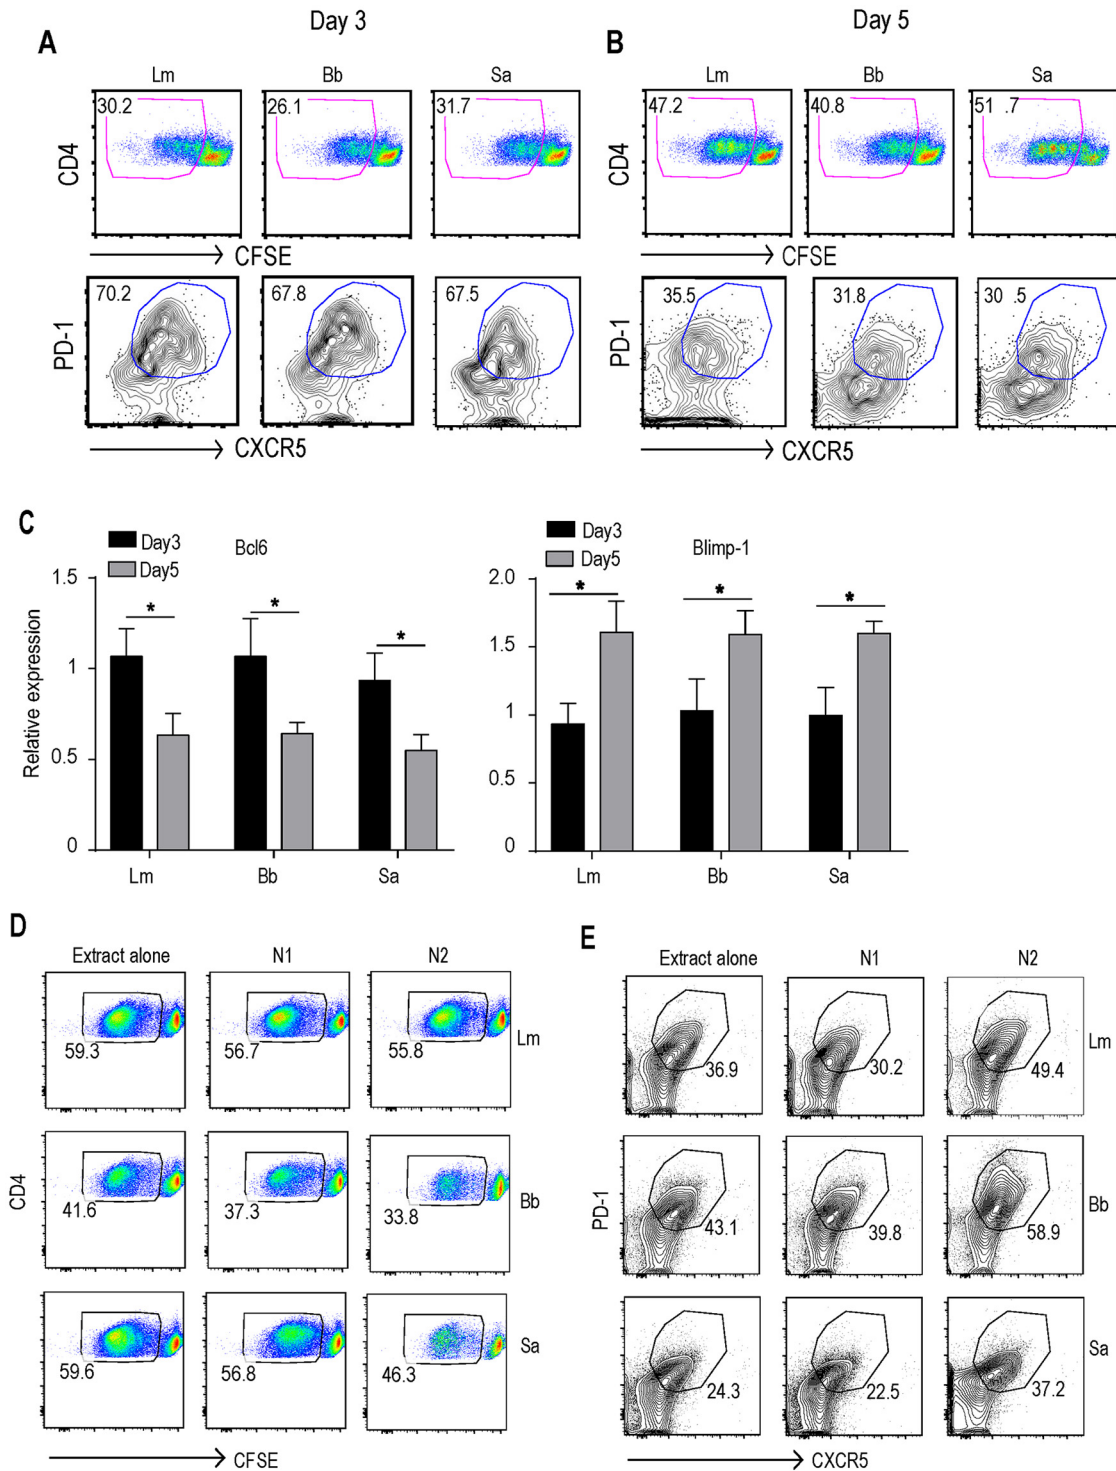 Day 3
Day 5
A
B
Lm
Bb
Sa
Lm
Bb
Sa
30.2
26.1
31.7
47.2
40.8
51 .7
CD4
CD4
CFSE
CFSE
70.2
67.8
67.5
35.5
31.8
30 .5
PD-1
PD-1
CXCR5
CXCR5
C
Day3
Day5
Bcl6
Day3
Day5
Blimp-1
1.5
1
0.5
0
Relative expression
*
*
*
Lm
Bb
Sa
2.0
1.5
1
0.5
0
*
*
*
Lm
Bb
Sa
D
Extract alone
N1
N2
59.3
56.7
55.8
Lm
41.6
37.3
33.8
Bb
59.6
56.8
46.3
Sa
CD4
CFSE
E
Extract alone
N1
N2
36.9
30.2
49.4
Lm
43.1
39.8
58.9
Bb
24.3
22.5
37.2
Sa
PD-1
CXCR5